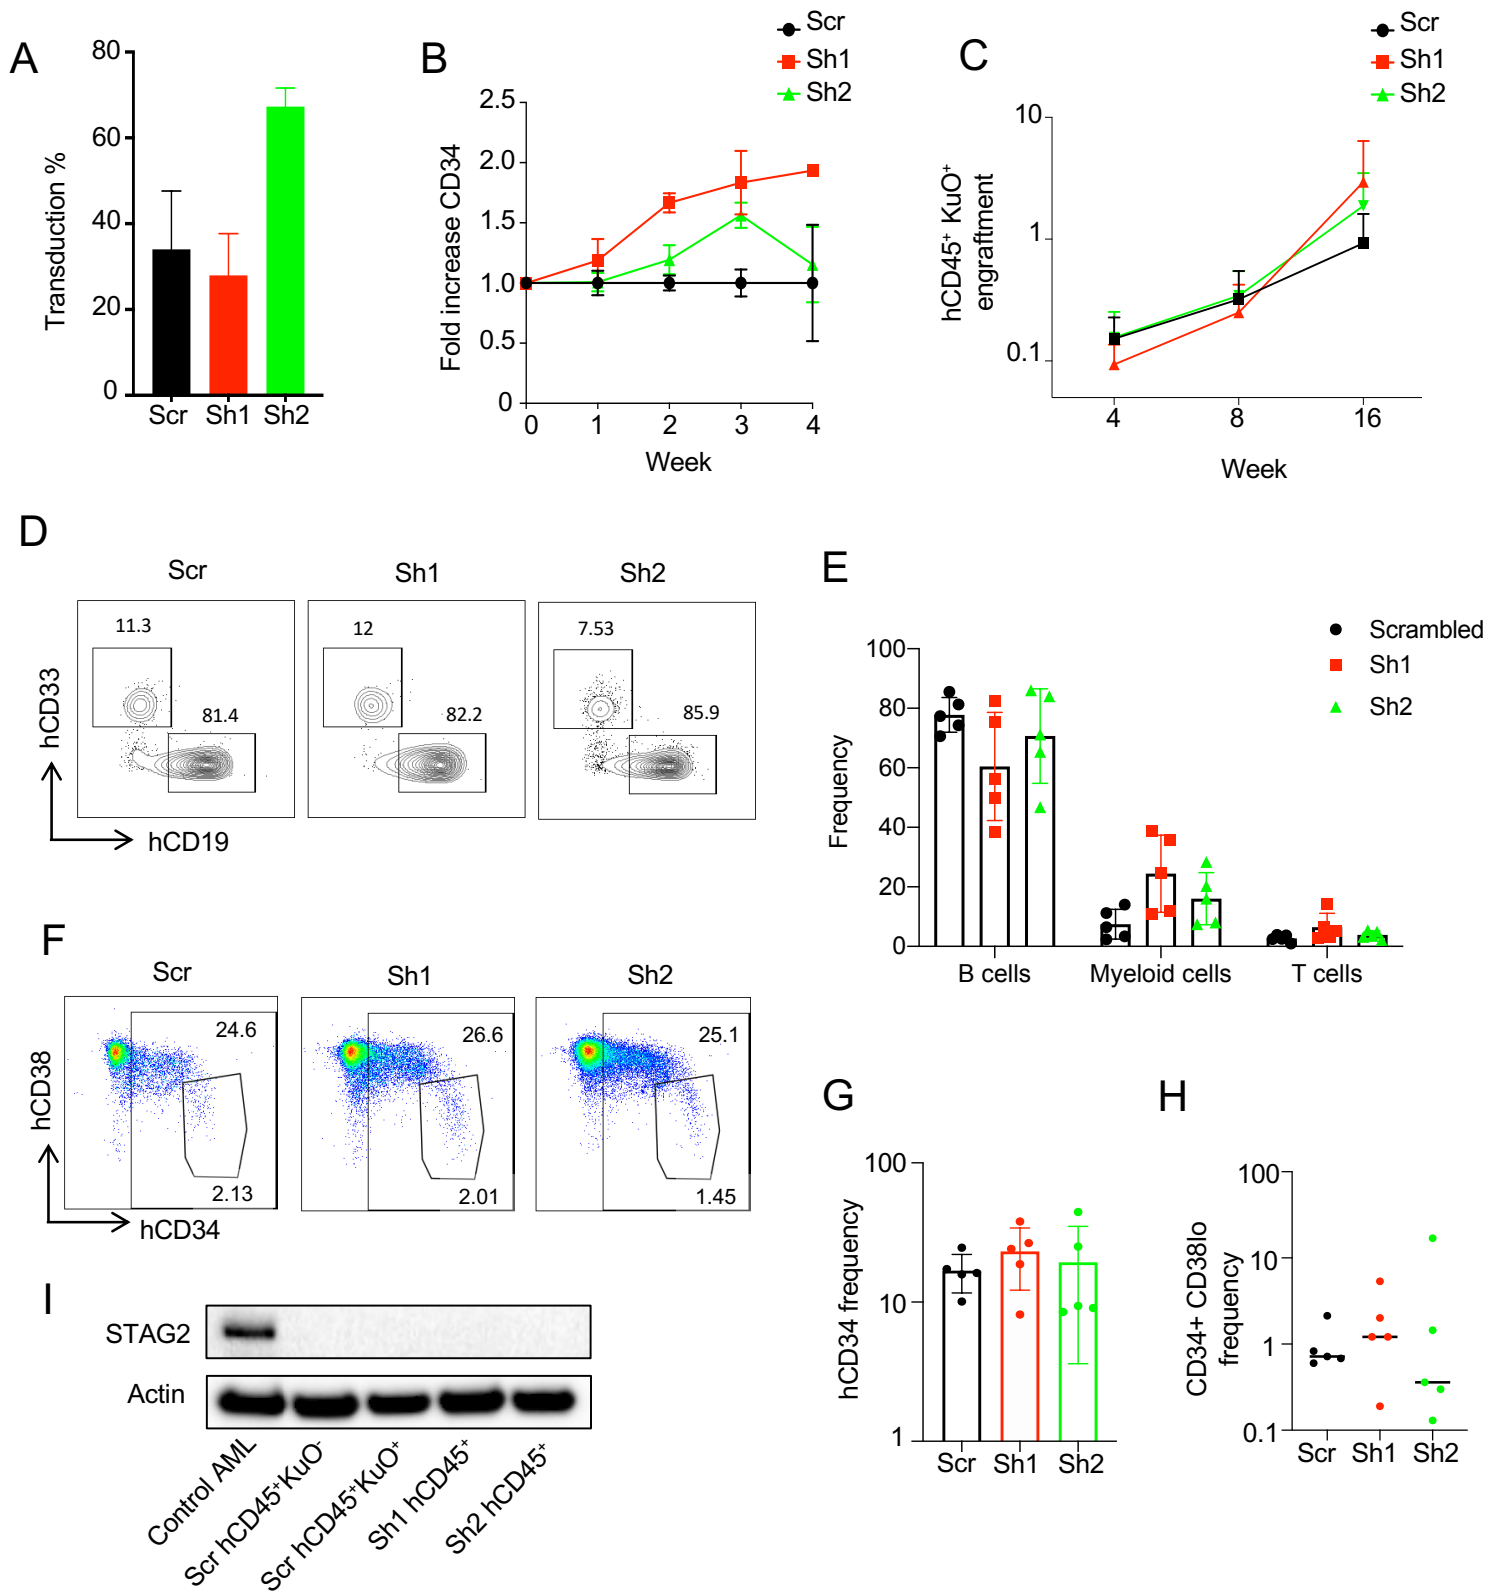 A
80
60
40
20
0
Transduction %
Scr Sh1 Sh2
B
Scr
Sh1
Sh2
2.5
2.0
1.5
1.0
0.5
0
Fold increase CD34
0 1 2 3 4
Week
C
Scr
Sh1
Sh2
10
1
0.1
hCD45+ KuO+
engraftment
4 8 16
Week
D
Scr Sh1 Sh2
11.3
81.4
12
82.2
7.53
85.9
hCD33
hCD19
E
Scrambled
Sh1
Sh2
100
80
60
40
20
0
Frequency
B cells Myeloid cells T cells
F
Scr Sh1 Sh2
24.6
2.13
26.6
2.01
25.1
1.45
hCD38
hCD34
G
100
10
1
hCD34 frequency
Scr Sh1 Sh2
H
100
10
1
0.1
CD34+ CD38lo
frequency
Scr Sh1 Sh2
I
STAG2
Actin
Control AML
Scr hCD45+KuO-
Scr hCD45+KuO+
Sh1 hCD45+
Sh2 hCD45+